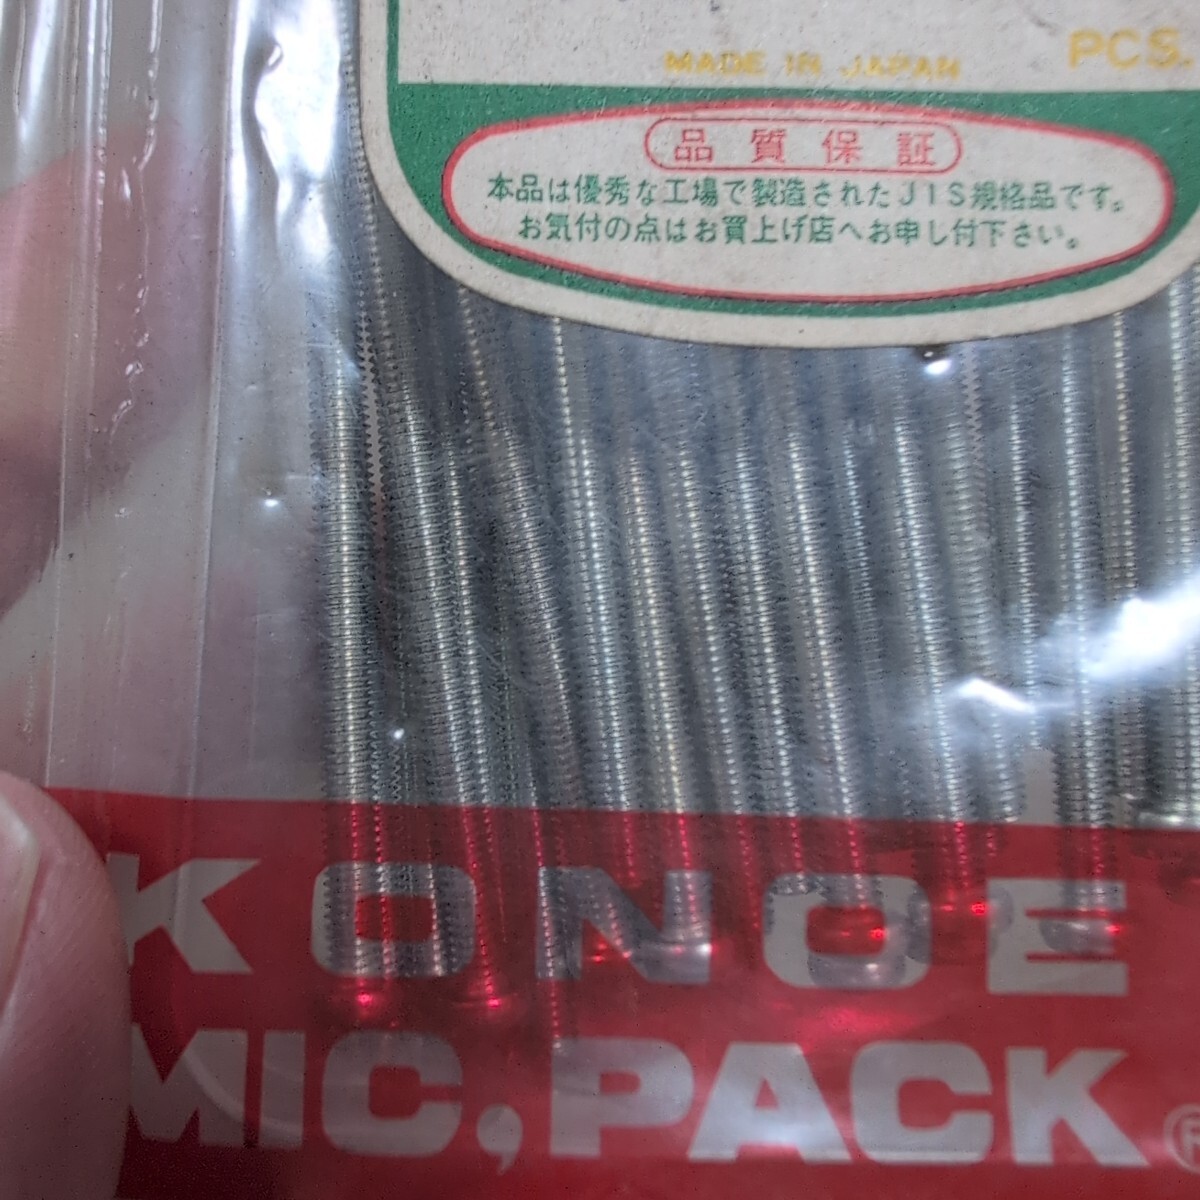 MADE IN JAPAN PCS.
品質保証
本品は優秀な工場で製造されたJIS規格品です。
お気付の点はお買上げ店へお申し付下さい。
KONOE
MIC,PACK®